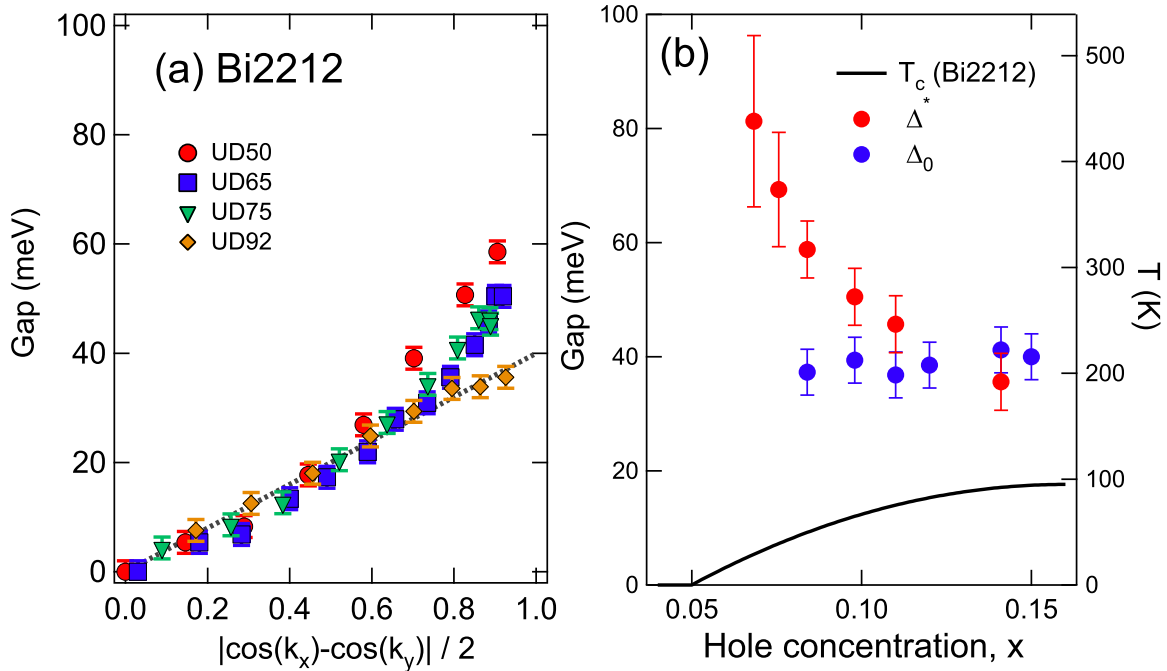 (a) Bi2212
UD50
UD65
UD75
UD92
Gap (meV)
100
80
60
40
20
0
0.0 0.2 0.4 0.6 0.8 1.0
|cos(kx)-cos(ky)| / 2
(b)
Tc (Bi2212)
Δ*
Δ0
Gap (meV)
100
80
60
40
20
0
T (K)
500
400
300
200
100
0
0.05 0.10 0.15
Hole concentration, x